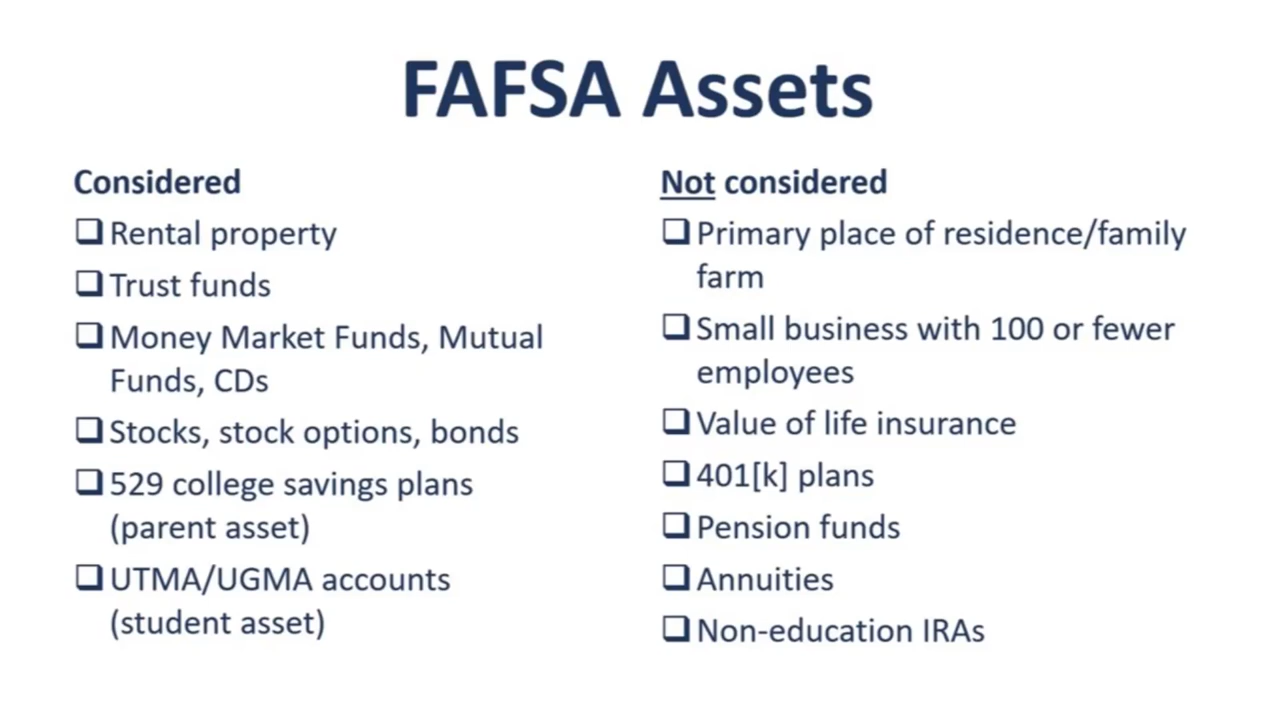 FAFSA Assets
Considered
❑ Rental property
❑ Trust funds
❑ Money Market Funds, Mutual
Funds, CDs
❑ Stocks, stock options, bonds
❑ 529 college savings plans
(parent asset)
❑ UTMA/UGMA accounts
(student asset)
Not considered
❑ Primary place of residence/family
farm
❑ Small business with 100 or fewer
employees
❑ Value of life insurance
❑ 401[k] plans
❑ Pension funds
❑ Annuities
❑ Non-education IRAs